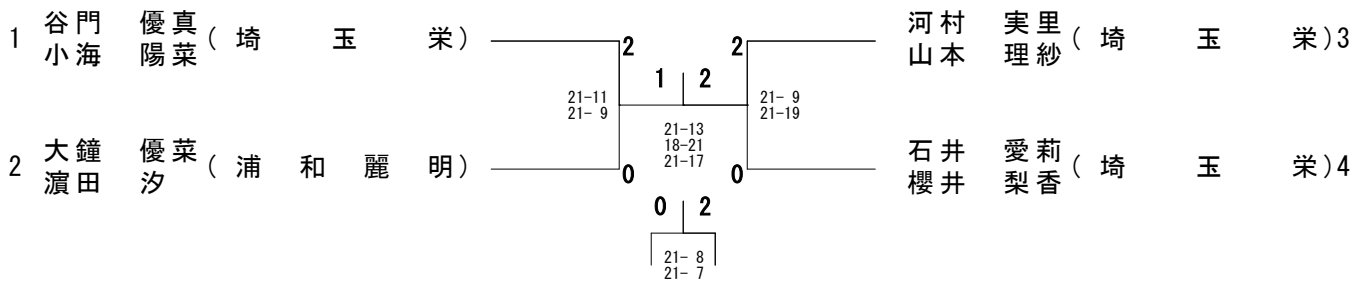 1 谷門 優真 (埼玉栄)
小海 陽菜
2 大鐘 優菜 (浦和麗明)
濵田 汐
河村 実里 (埼玉栄) 3
山本 理紗
石井 愛莉 (埼玉栄) 4
櫻井 梨香
2
0
21-11
21- 9
1 2
21-13
18-21
21-17
2
0
21- 9
21-19
0 2
21- 8
21- 7